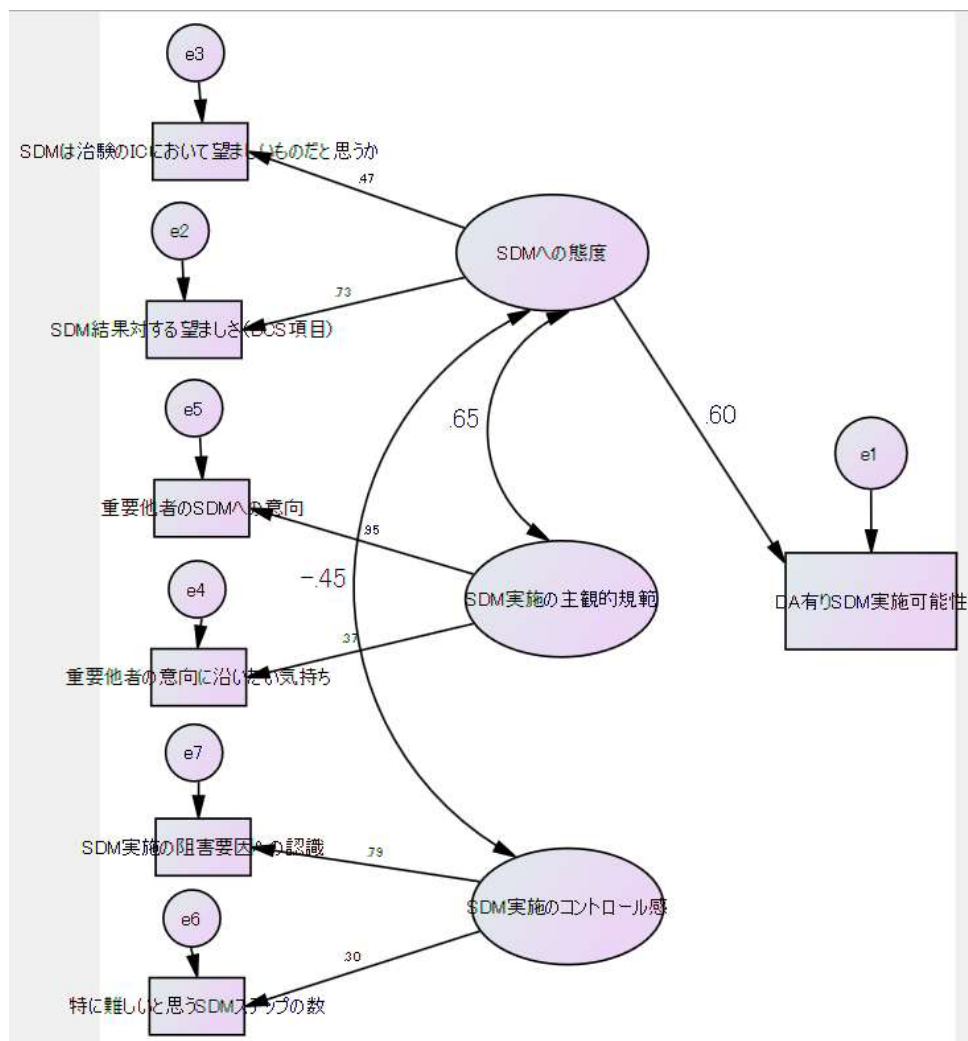 e3
SDMは治験のICにおいて望ましいものだと思うか
.47
e2
SDMへの態度
.73
SDM結果対する望ましさ(DCS項目)
e5
.65
.60
e1
重要他者のSDMへの意向
.95
-.45
e4
SDM実施の主観的規範
DA有りSDM実施可能性
.37
重要他者の意向に沿いたい気持ち
e7
SDM実施の阻害要因への認識
.79
e6
SDM実施のコントロール感
.30
特に難しいと思うSDMステップの数